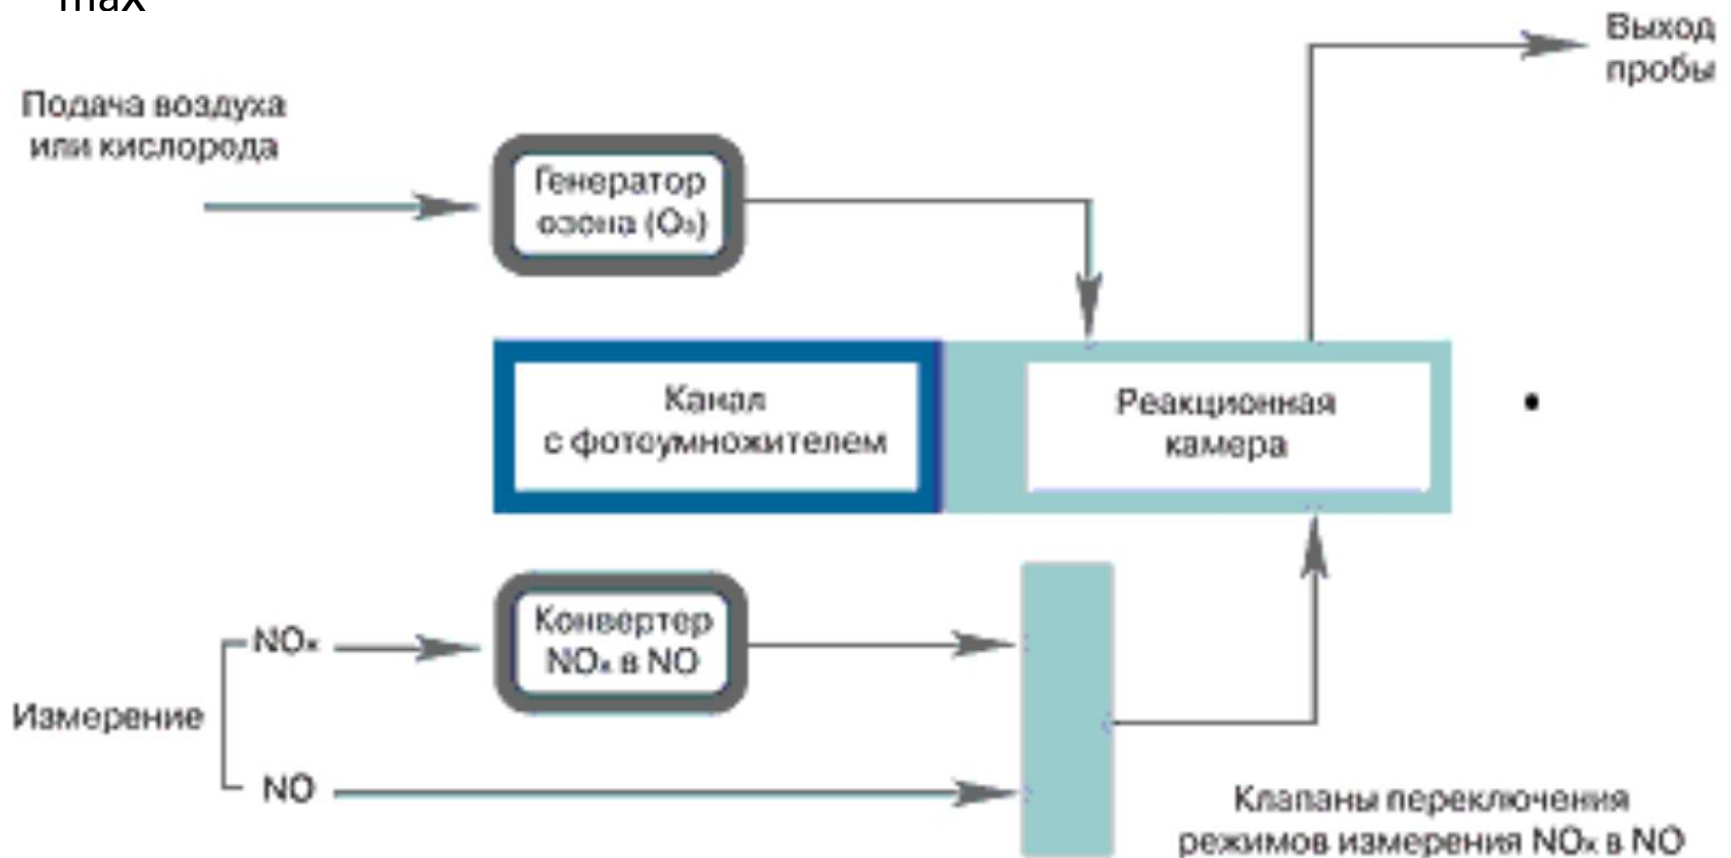 max
Выход
пробы
Подача воздуха
или кислорода
Генератор
озона (O₃)
Канал
с фотоумножителем
Реакционная
камера
•
NOx
Конвертер
NOx в NO
Измерение
NO
Клапаны переключения
режимов измерения NOx в NO